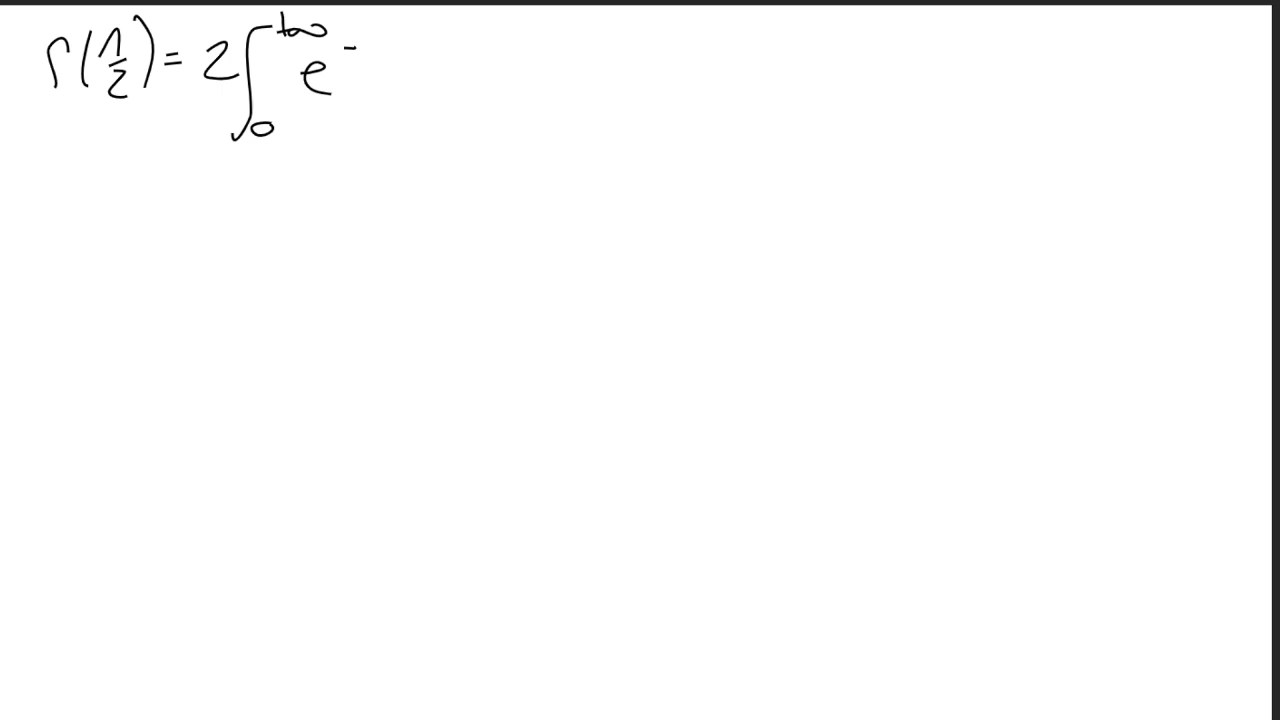 Γ(1/2) = 2∫₀^{+∞} e^-